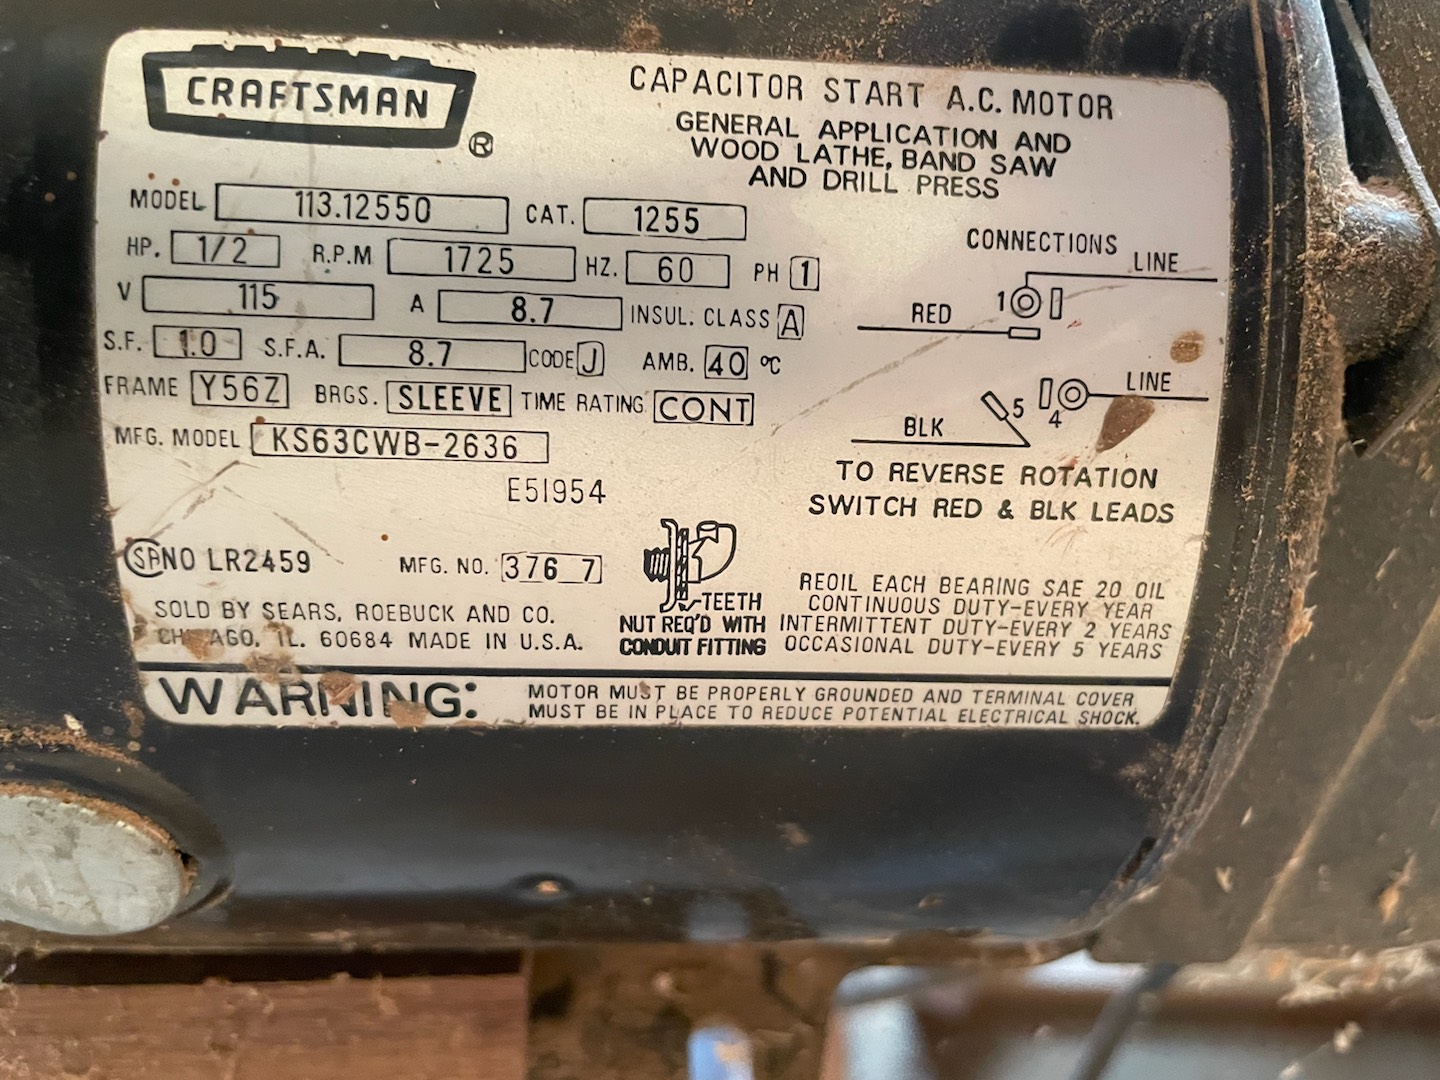 CRAFTSMAN ®
CAPACITOR START A.C. MOTOR
GENERAL APPLICATION AND
WOOD LATHE, BAND SAW
AND DRILL PRESS
MODEL 113.12550 CAT. 1255
HP. 1/2 R.P.M 1725 HZ. 60 PH 1
V 115 A 8.7 INSUL. CLASS A
S.F. 1.0 S.F.A. 8.7 CODE J AMB. 40 °C
FRAME Y56Z BRGS. SLEEVE TIME RATING CONT
MFG. MODEL KS63CWB-2636
E51954
CONNECTIONS
LINE
1
RED
LINE
5
4
BLK
TO REVERSE ROTATION
SWITCH RED & BLK LEADS
SA NO LR2459
MFG. NO. 376 7
SOLD BY SEARS, ROEBUCK AND CO.
CHICAGO, IL. 60684 MADE IN U.S.A.
TEETH
NUT REQ'D WITH
CONDUIT FITTING
REOIL EACH BEARING SAE 20 OIL
CONTINUOUS DUTY-EVERY YEAR
INTERMITTENT DUTY-EVERY 2 YEARS
OCCASIONAL DUTY-EVERY 5 YEARS
WARNING:
MOTOR MUST BE PROPERLY GROUNDED AND TERMINAL COVER
MUST BE IN PLACE TO REDUCE POTENTIAL ELECTRICAL SHOCK.